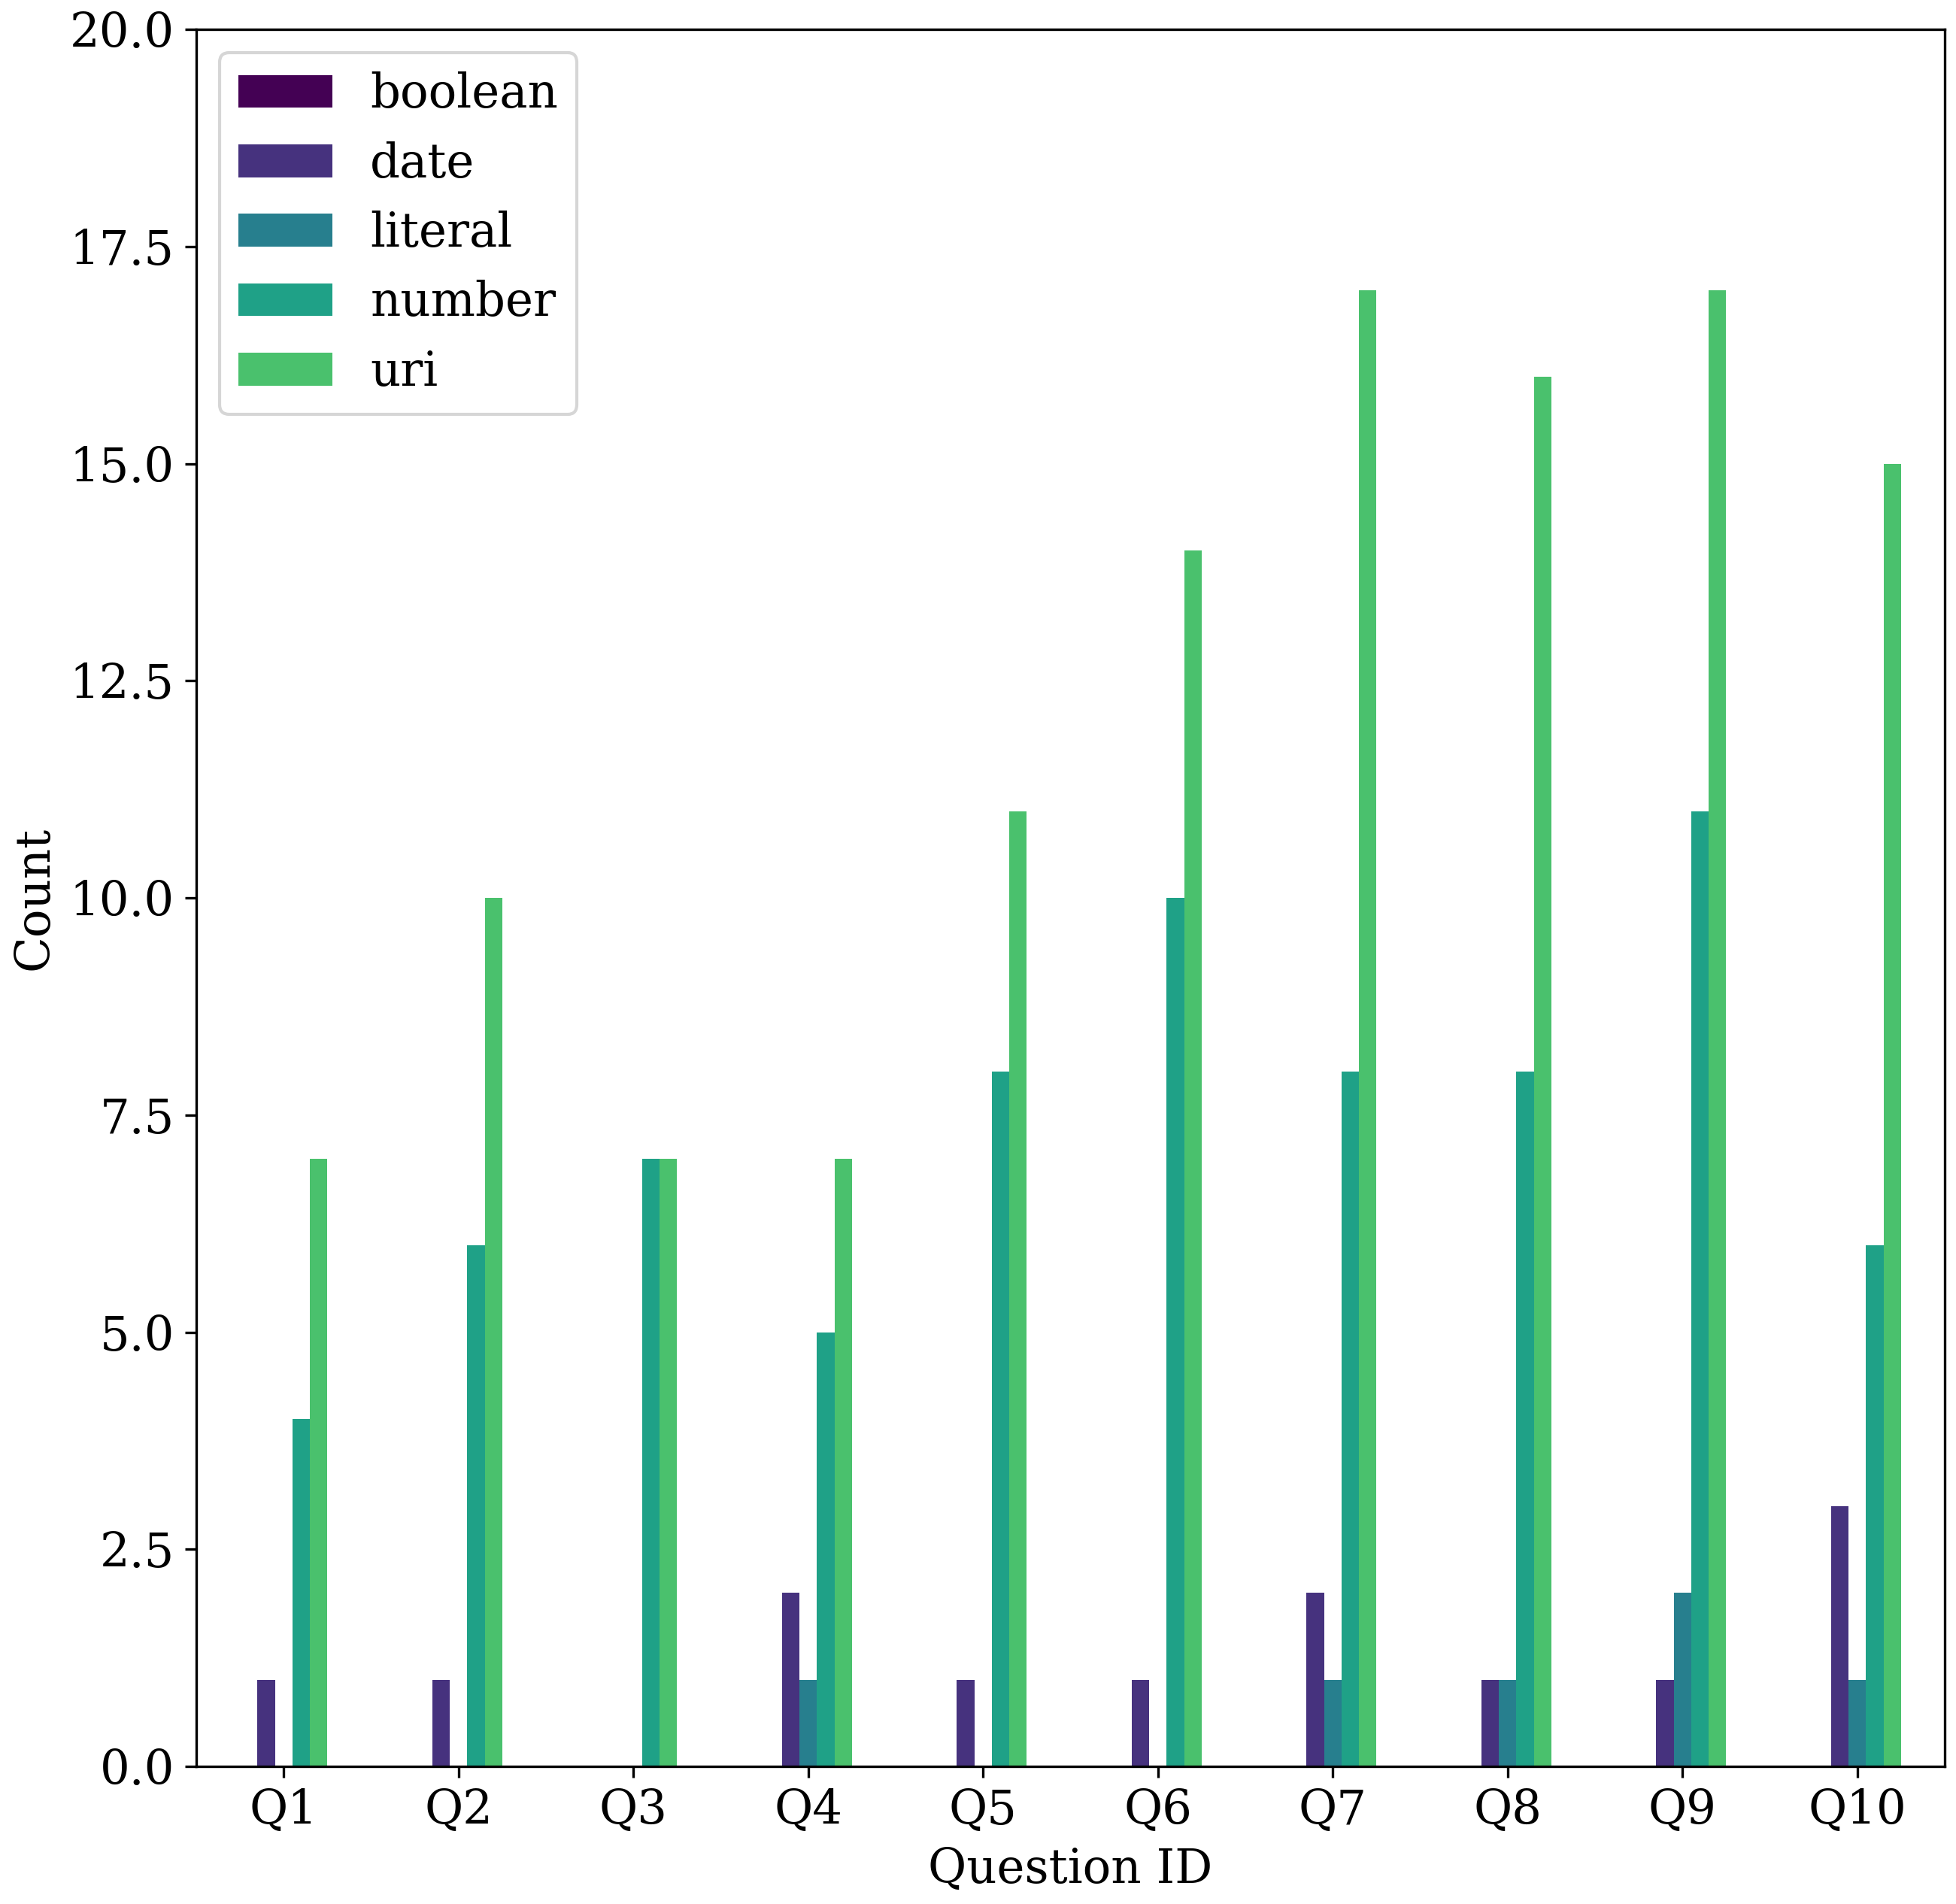 20.0
17.5
15.0
12.5
10.0
7.5
5.0
2.5
0.0
Count
boolean
date
literal
number
uri
Q1 Q2 Q3 Q4 Q5 Q6 Q7 Q8 Q9 Q10
Question ID